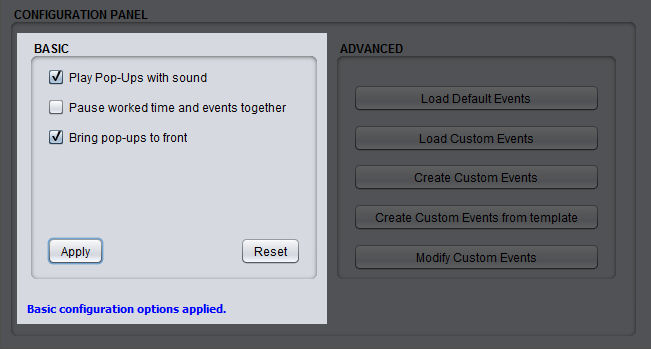 CONFIGURATION PANEL
BASIC
Play Pop-Ups with sound
Pause worked time and events together
Bring pop-ups to front
Apply
Reset
Basic configuration options applied.
ADVANCED
Load Default Events
Load Custom Events
Create Custom Events
Create Custom Events from template
Modify Custom Events